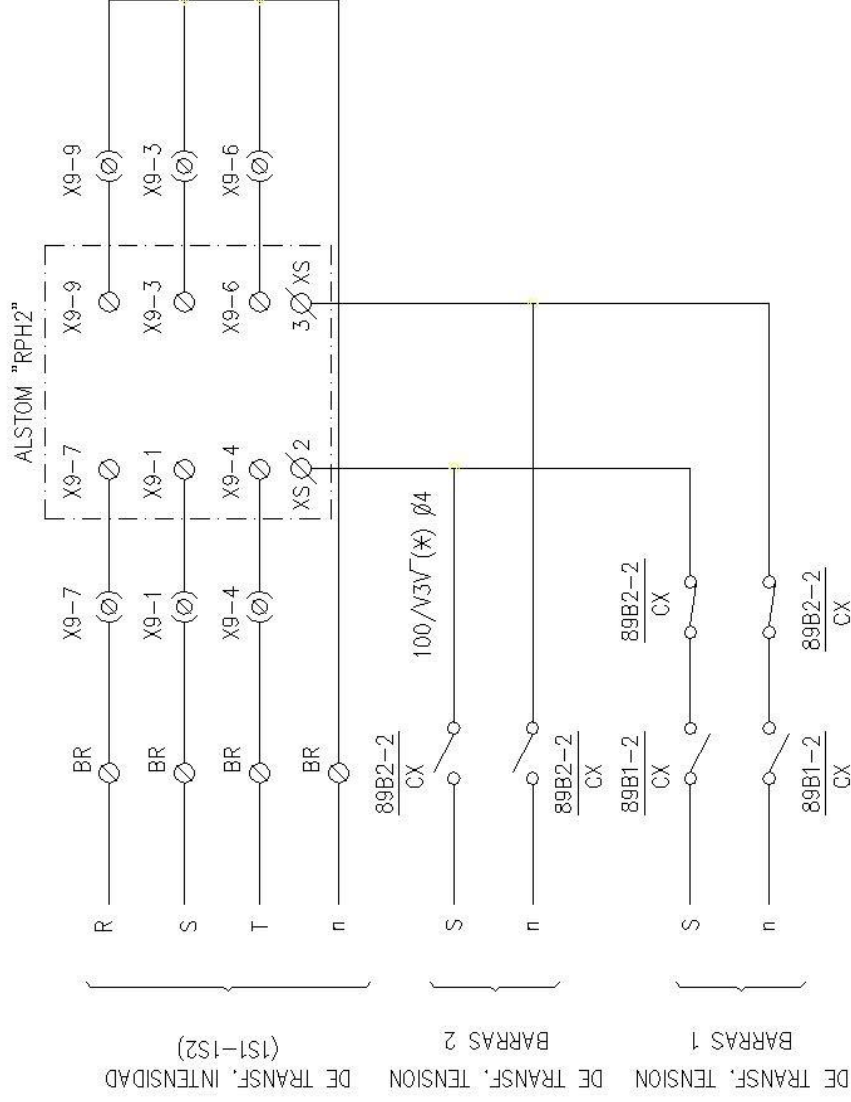 ALSTOM "RPH2"
X9-9
X9-3
X9-6
X9-9
X9-3
X9-6
3 XS
X9-7
X9-1
X9-4
XS 2
X9-7
X9-1
X9-4
100/V3√(*) Ø4
BR
BR
BR
BR
89B2-2
CX
89B2-2
CX
89B2-2
CX
89B2-2
CX
89B1-2
CX
89B1-2
CX
R
S
T
n
S
n
S
n
DE TRANSF. INTENSIDAD
(1S1-1S2)
DE TRANSF. TENSION
BARRAS 2
DE TRANSF. TENSION
BARRAS 1